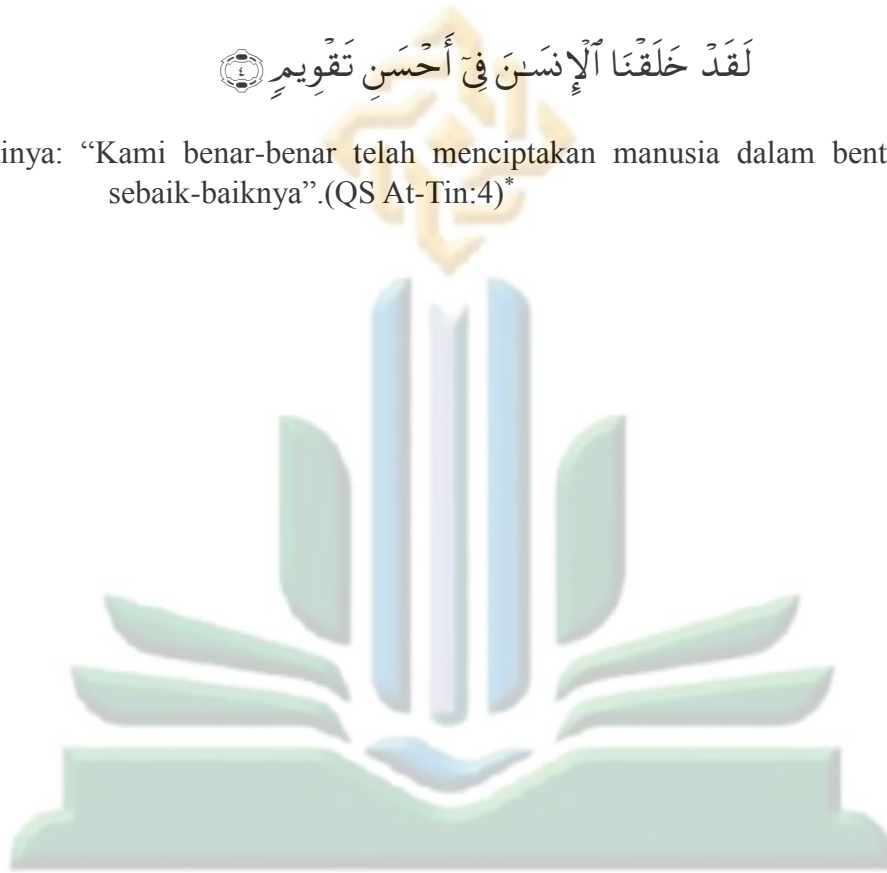 لَقَدْ خَلَقْنَا ٱلْإِنسَـٰنَ فِىٓ أَحْسَنِ تَقْوِيمٍ ۝٤
inya: “Kami benar-benar telah menciptakan manusia dalam bent
sebaik-baiknya”.(QS At-Tin:4)*